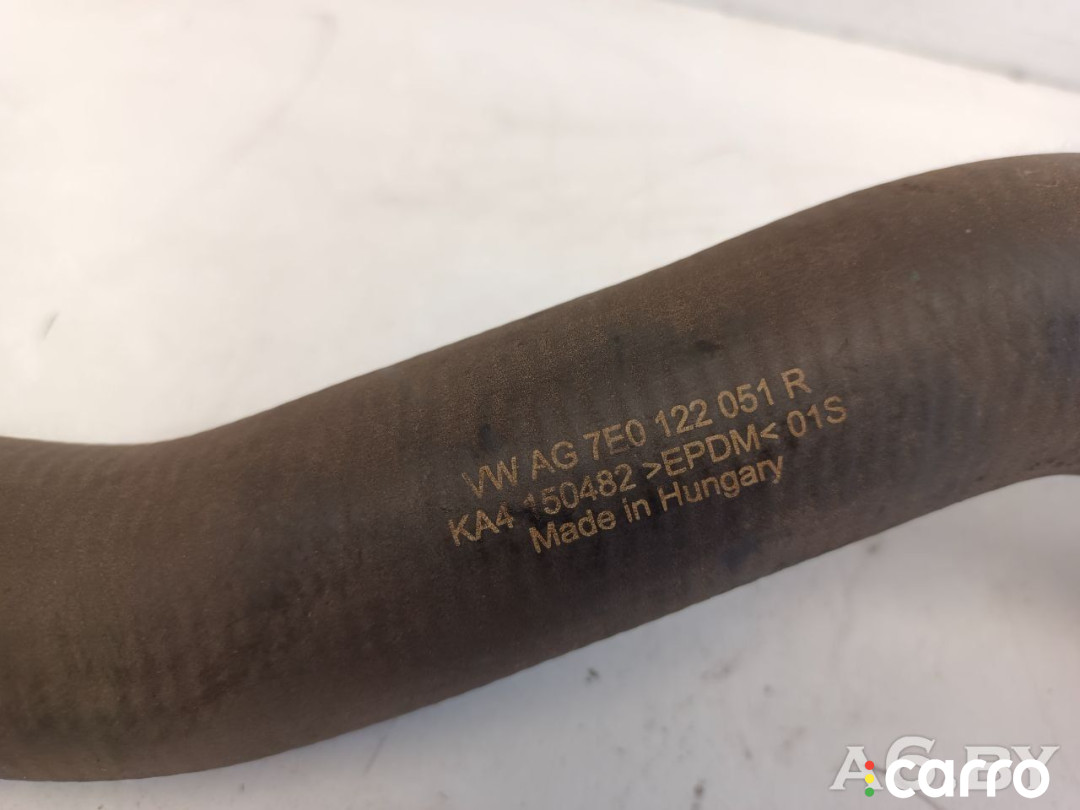 VW AG 7E0 122 051 R
KA4 150482 >EPDM< 01S
Made in Hungary
carro